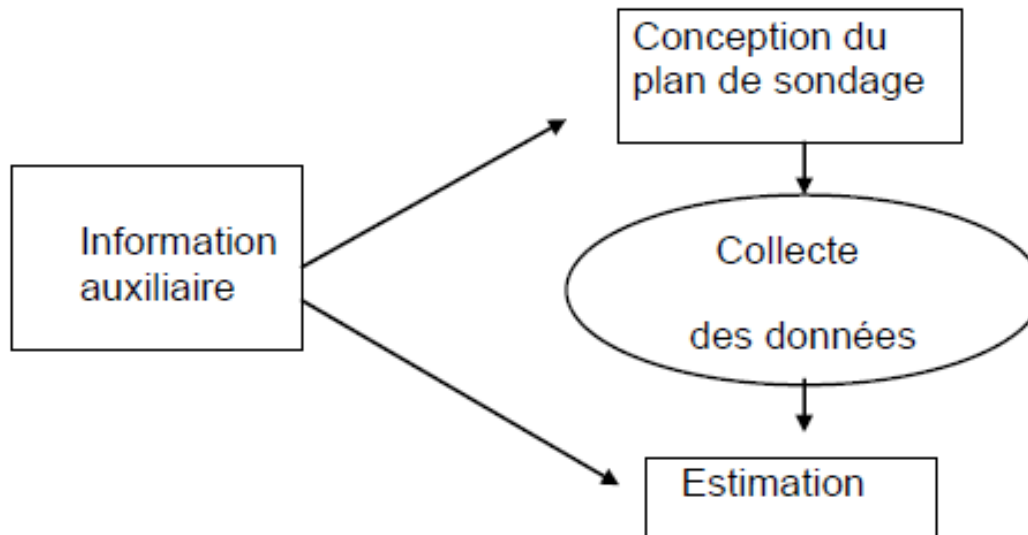 Conception du
plan de sondage
Information
auxiliaire
Collecte
des données
Estimation